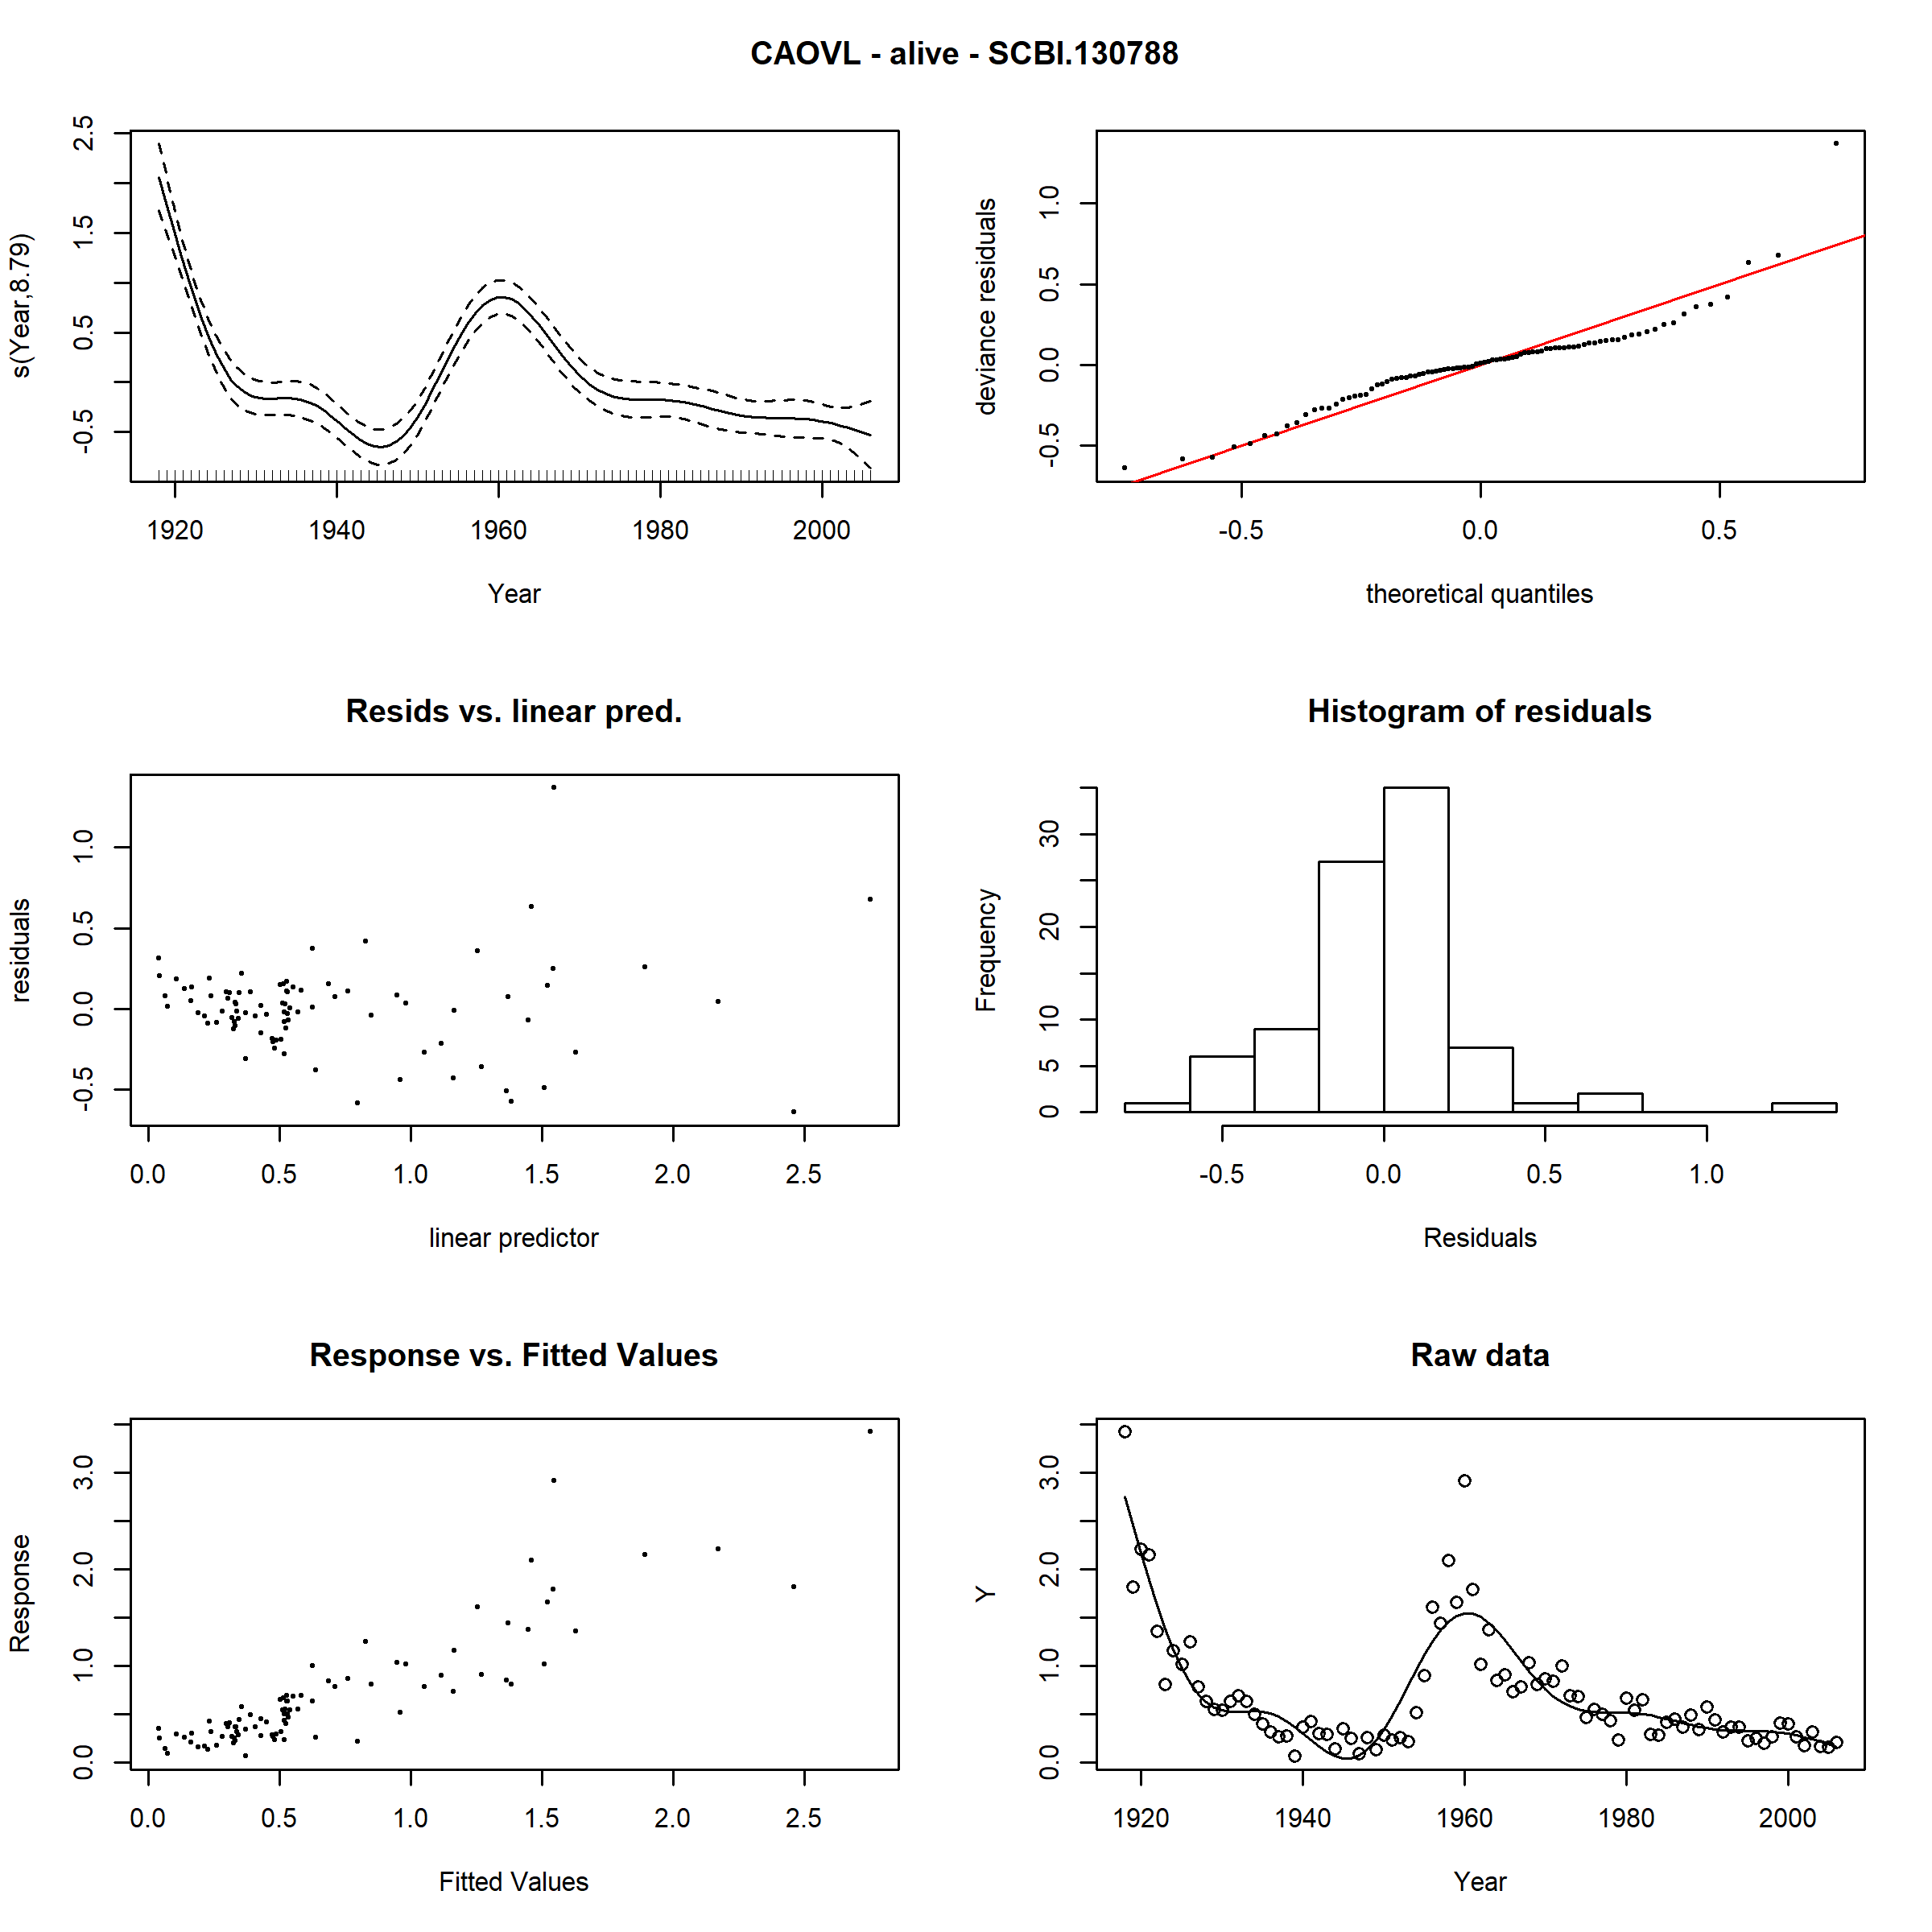 CAOVL - alive - SCBI.130788
s(Year,8.79)
-0.5 0.5 1.5 2.5
1920 1940 1960 1980 2000
Year
deviance residuals
-0.5 0.0 0.5 1.0
-0.5 0.0 0.5
theoretical quantiles
Resids vs. linear pred.
residuals
-0.5 0.0 0.5 1.0
0.0 0.5 1.0 1.5 2.0 2.5
linear predictor
Histogram of residuals
Frequency
0 5 10 20 30
-0.5 0.0 0.5 1.0
Residuals
Response vs. Fitted Values
Response
0.0 1.0 2.0 3.0
0.0 0.5 1.0 1.5 2.0 2.5
Fitted Values
Raw data
Y
0.0 1.0 2.0 3.0
1920 1940 1960 1980 2000
Year